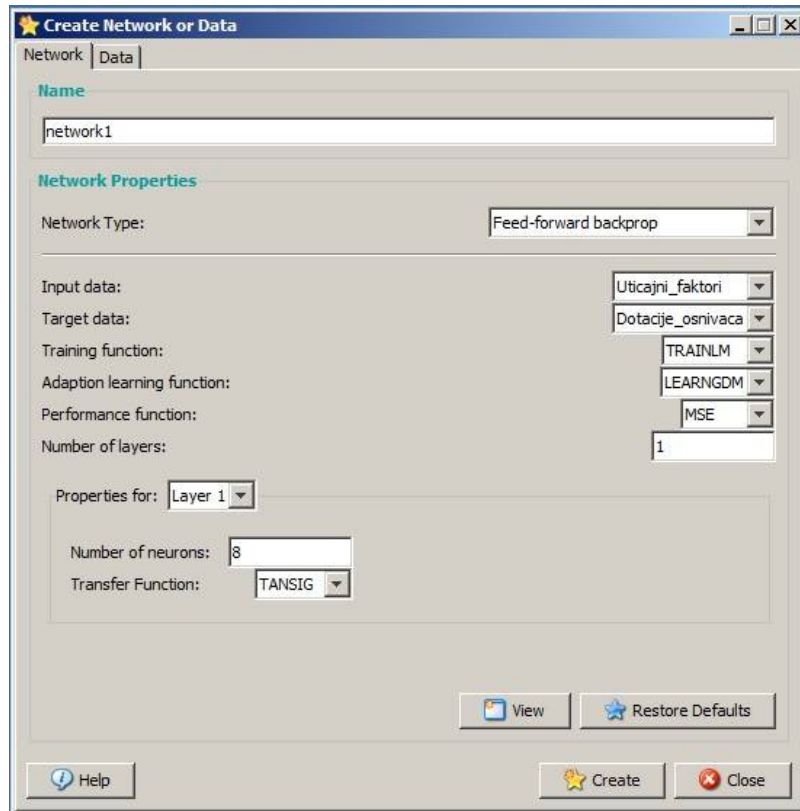 Create Network or Data
Network Data
Name
network1
Network Properties
Network Type: Feed-forward backprop
Input data: Uticajni_faktori
Target data: Dotacije_osnivaca
Training function: TRAINLM
Adaption learning function: LEARNGDM
Performance function: MSE
Number of layers: 1
Properties for: Layer 1
Number of neurons: 8
Transfer Function: TANSIG
View Restore Defaults
Help Create Close